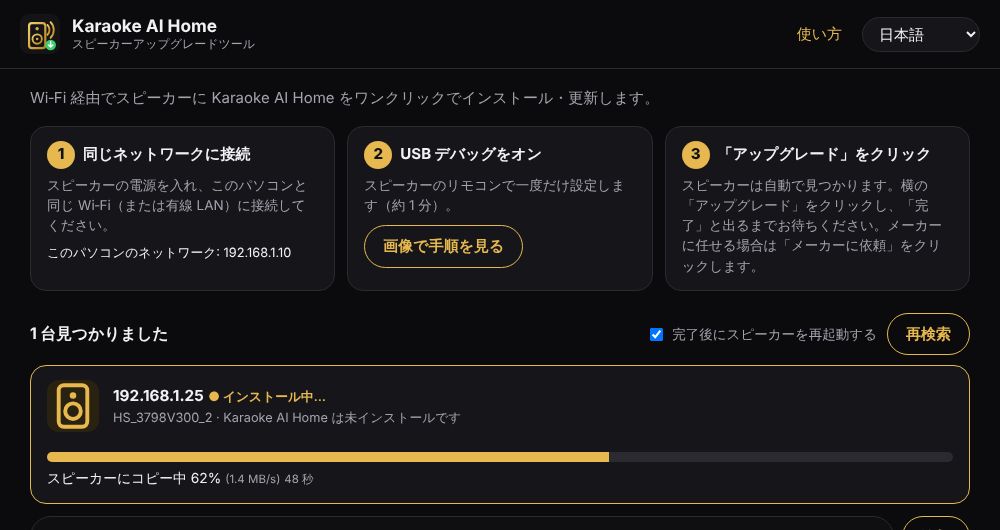 Karaoke AI Home
スピーカーアップグレードツール
使い方
日本語
Wi-Fi 経由でスピーカーに Karaoke AI Home をワンクリックでインストール・更新します。
1 同じネットワークに接続
スピーカーの電源を入れ、このパソコンと
同じ Wi-Fi（または有線 LAN）に接続して
ください。
このパソコンのネットワーク: 192.168.1.10
2 USB デバッグをオン
スピーカーのリモコンで一度だけ設定しま
す（約 1 分）。
画像で手順を見る
3 「アップグレード」をクリック
スピーカーは自動で見つかります。横の
「アップグレード」をクリックし、「完
了」と出るまでお待ちください。メーカー
に任せる場合は「メーカーに依頼」をクリ
ックします。
1 台見つかりました
完了後にスピーカーを再起動する
再検索
192.168.1.25 ● インストール中...
HS_3798V300_2 · Karaoke AI Home は未インストールです
スピーカーにコピー中 62% (1.4 MB/s) 48 秒